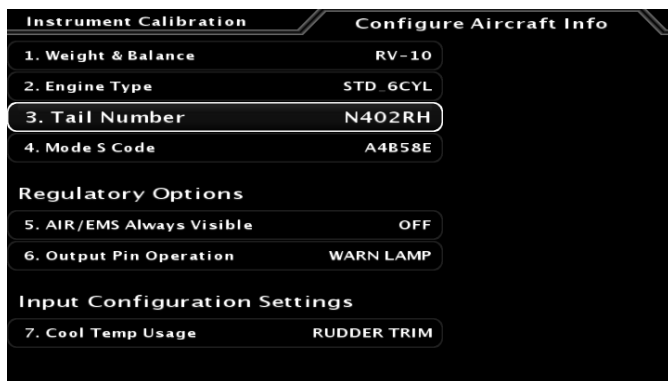 Instrument Calibration
Configure Aircraft Info
1. Weight & Balance RV-10
2. Engine Type STD_6CYL
3. Tail Number N402RH
4. Mode S Code A4B58E
Regulatory Options
5. AIR/EMS Always Visible OFF
6. Output Pin Operation WARN LAMP
Input Configuration Settings
7. Cool Temp Usage RUDDER TRIM